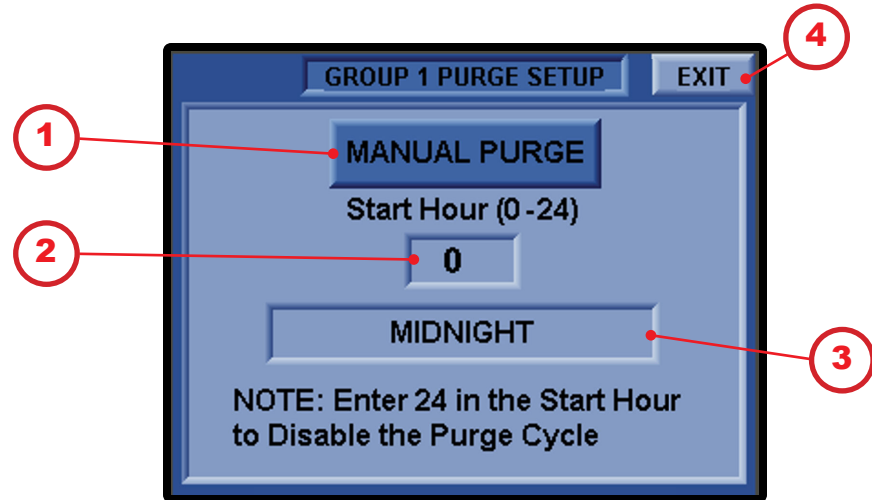 4
GROUP 1 PURGE SETUP EXIT
1
MANUAL PURGE
Start Hour (0-24)
2
0
MIDNIGHT
3
NOTE: Enter 24 in the Start Hour
to Disable the Purge Cycle